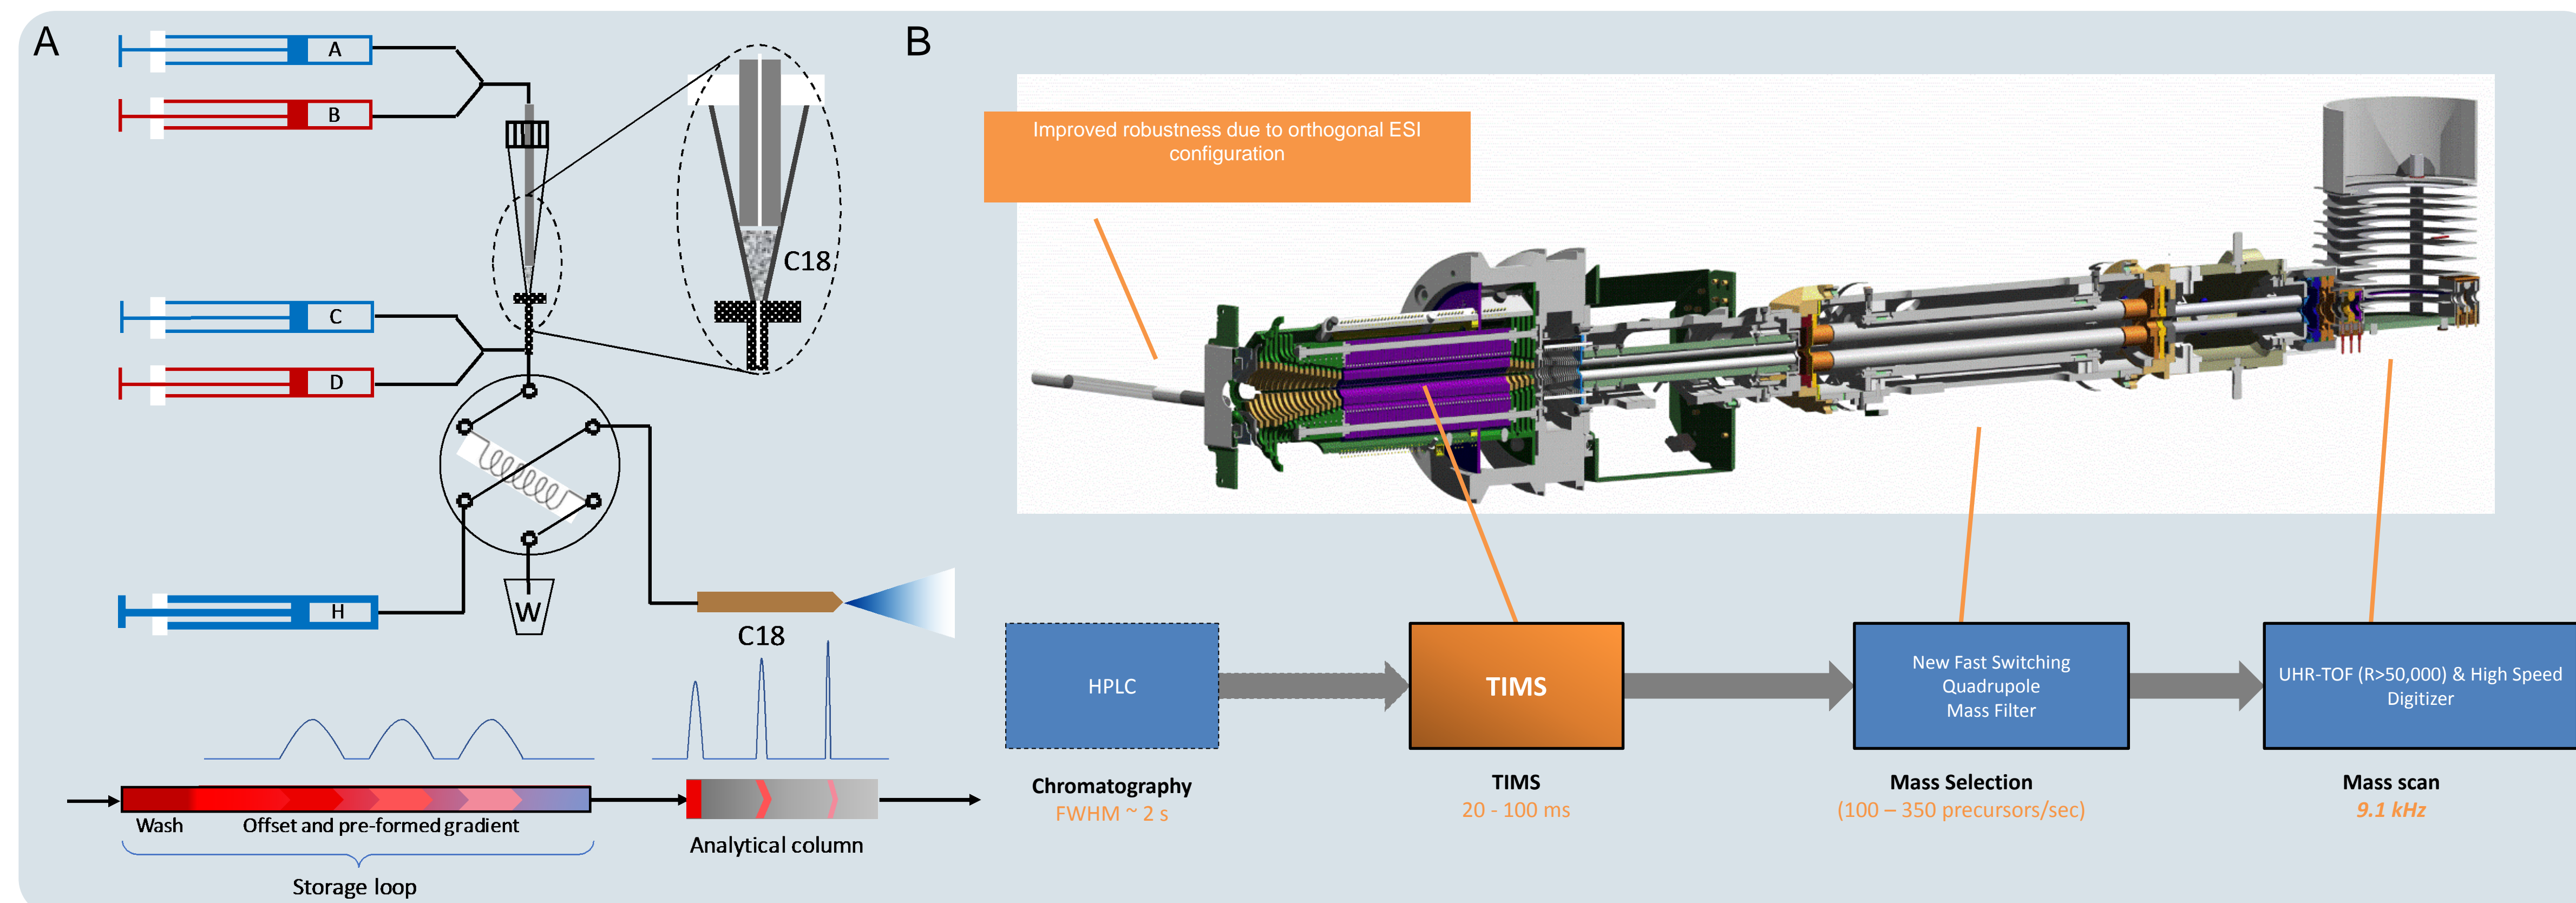 A
A
B
C18
C
D
H
W
C18
Wash
Offset and pre-formed gradient
Storage loop
Analytical column
B
Improved robustness due to orthogonal ESI
configuration
HPLC
TIMS
New Fast Switching
Quadrupole
Mass Filter
UHR-TOF (R>50,000) & High Speed
Digitizer
Chromatography
FWHM ~ 2 s
TIMS
20 - 100 ms
Mass Selection
(100 – 350 precursors/sec)
Mass scan
9.1 kHz